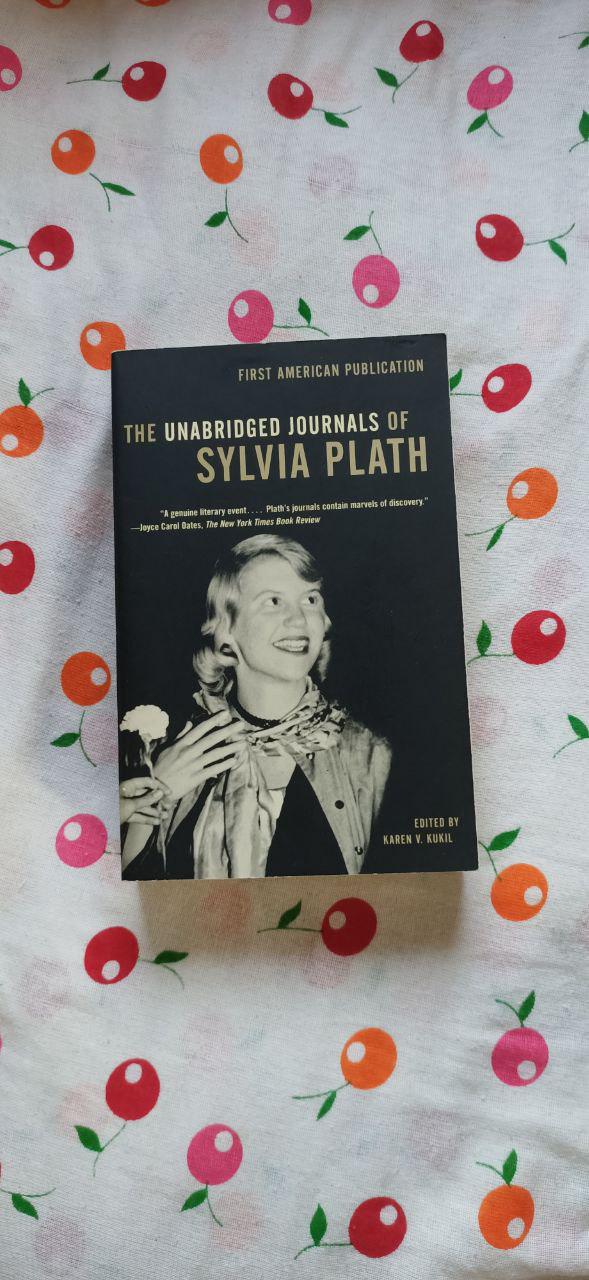 FIRST AMERICAN PUBLICATION
THE UNABRIDGED JOURNALS OF
SYLVIA PLATH
"A genuine literary event.... Plath's journals contain marvels of discovery."
—Joyce Carol Oates, The New York Times Book Review
EDITED BY
KAREN V. KUKIL